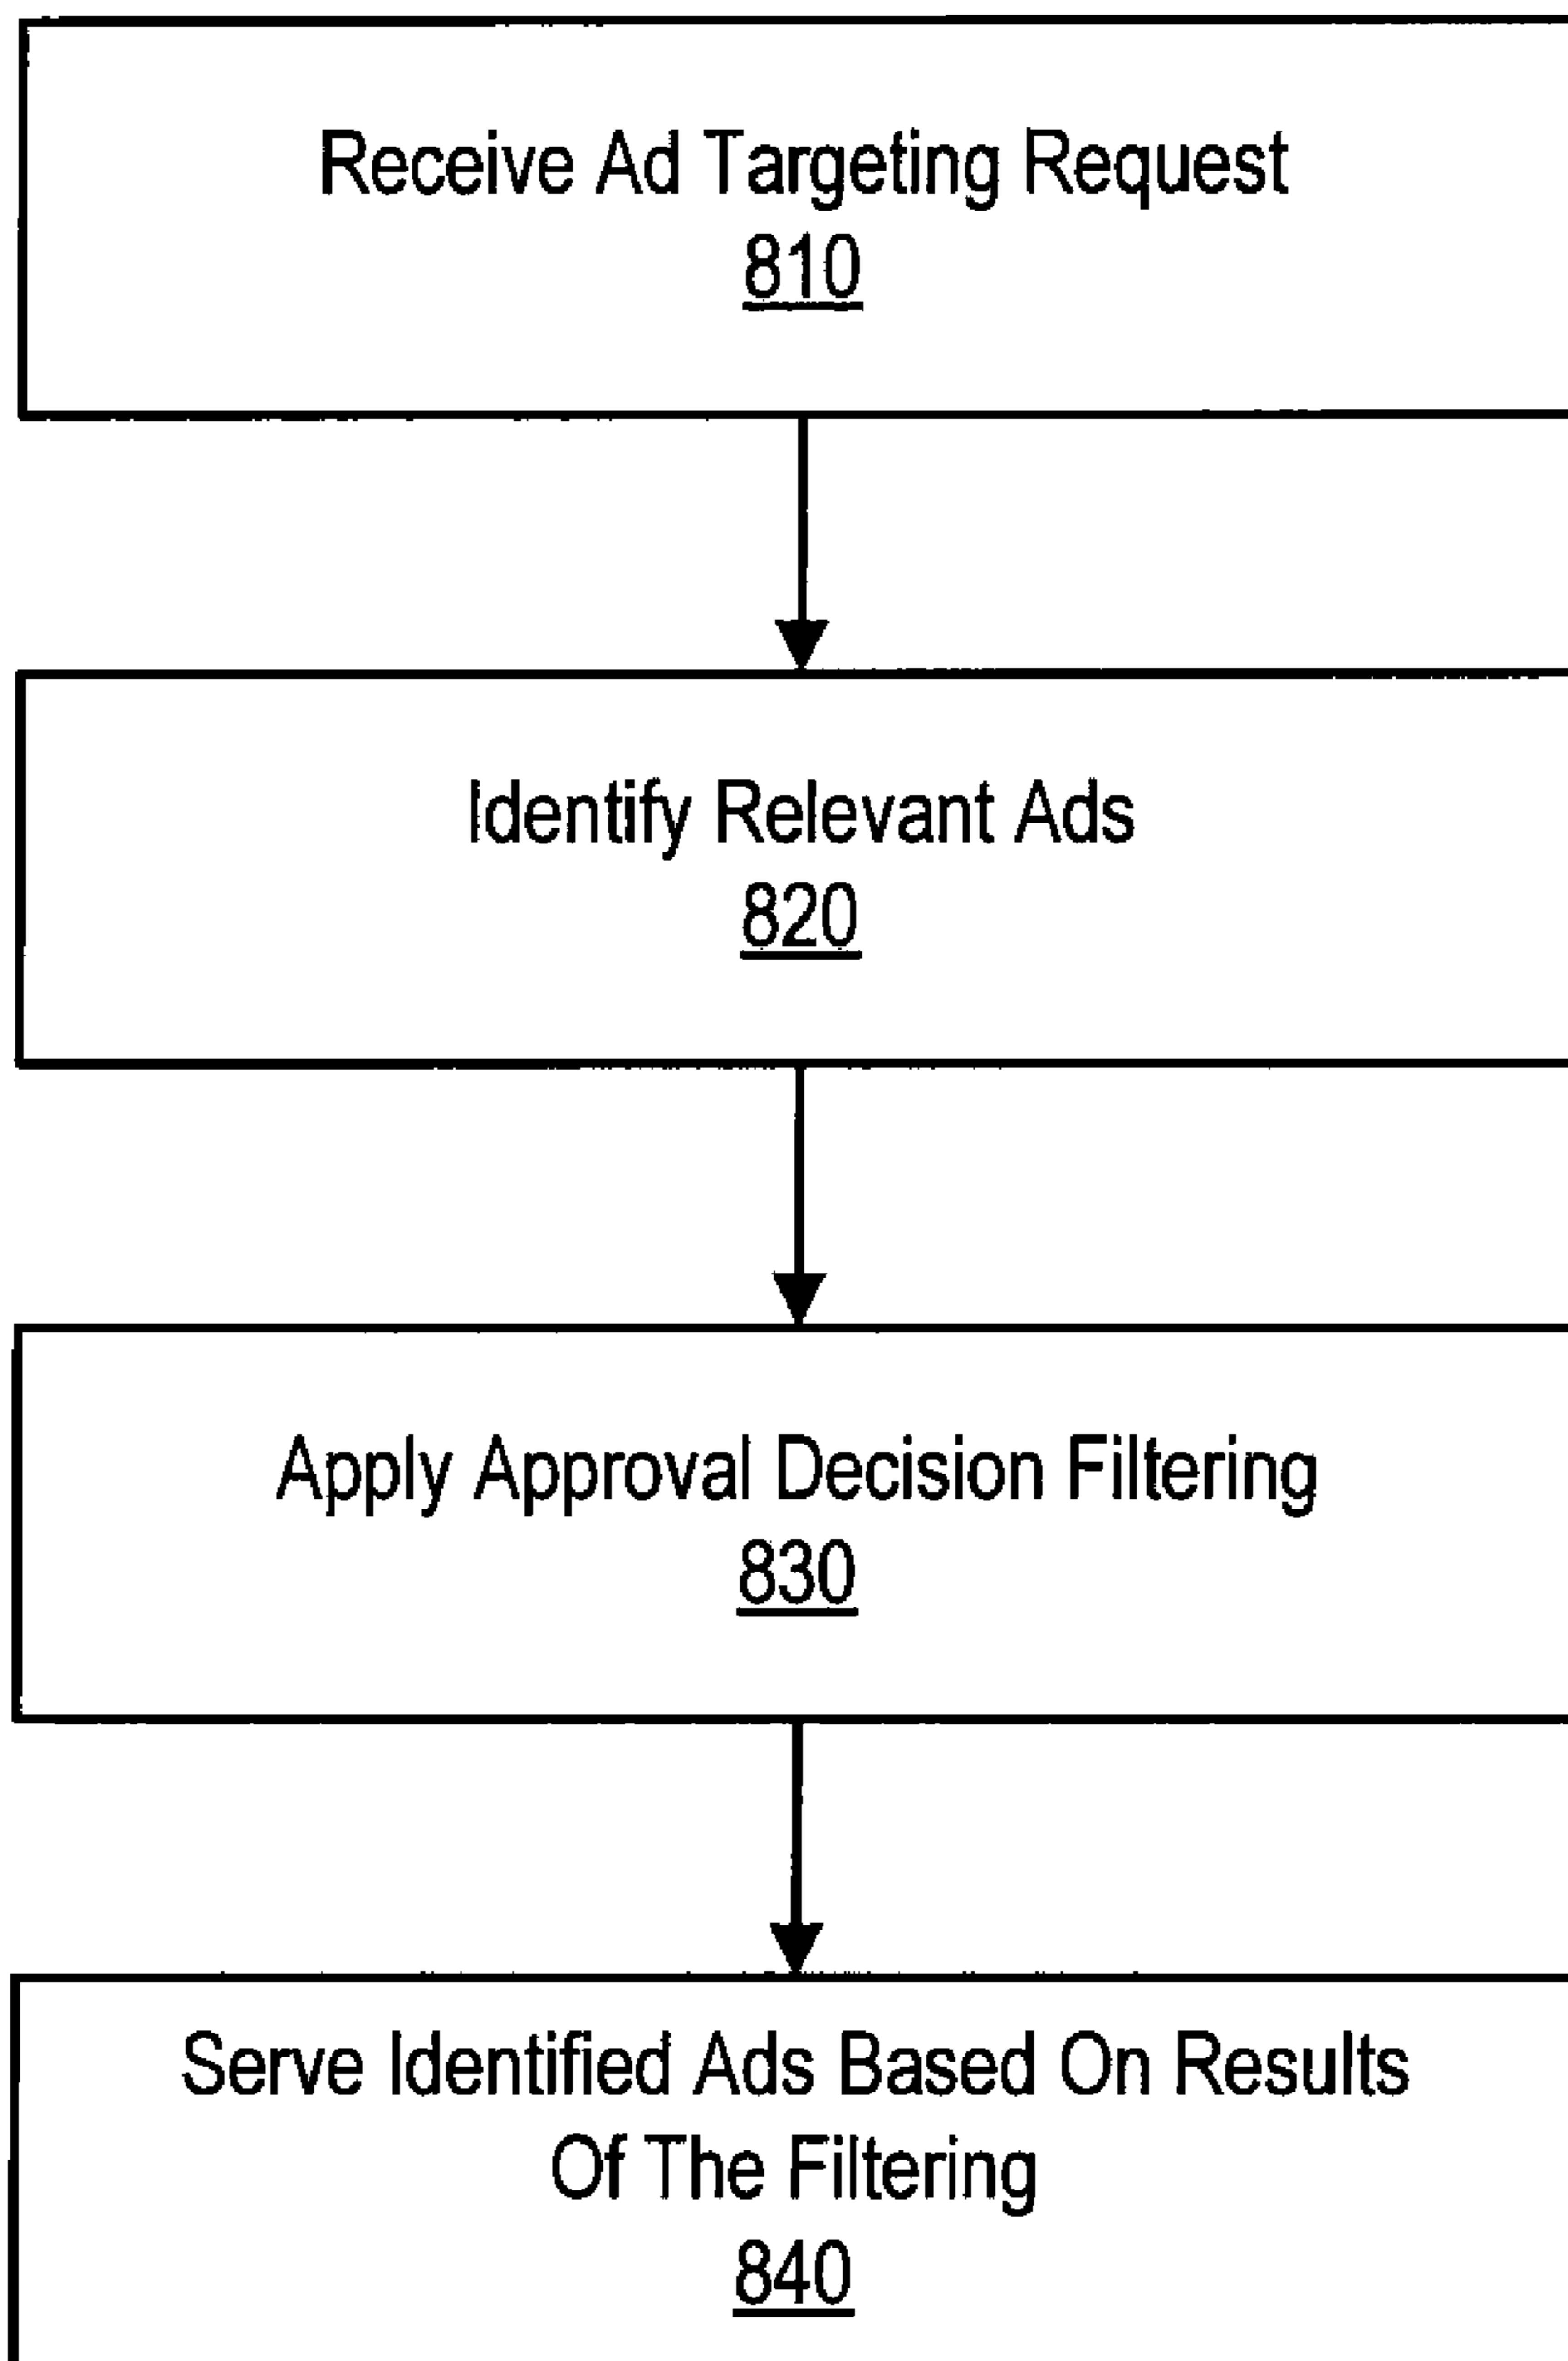 Receive Ad Targeting Request
810
Identify Relevant Ads
820
Apply Approval Decision Filtering
830
Serve Identified Ads Based On Results
Of The Filtering
840